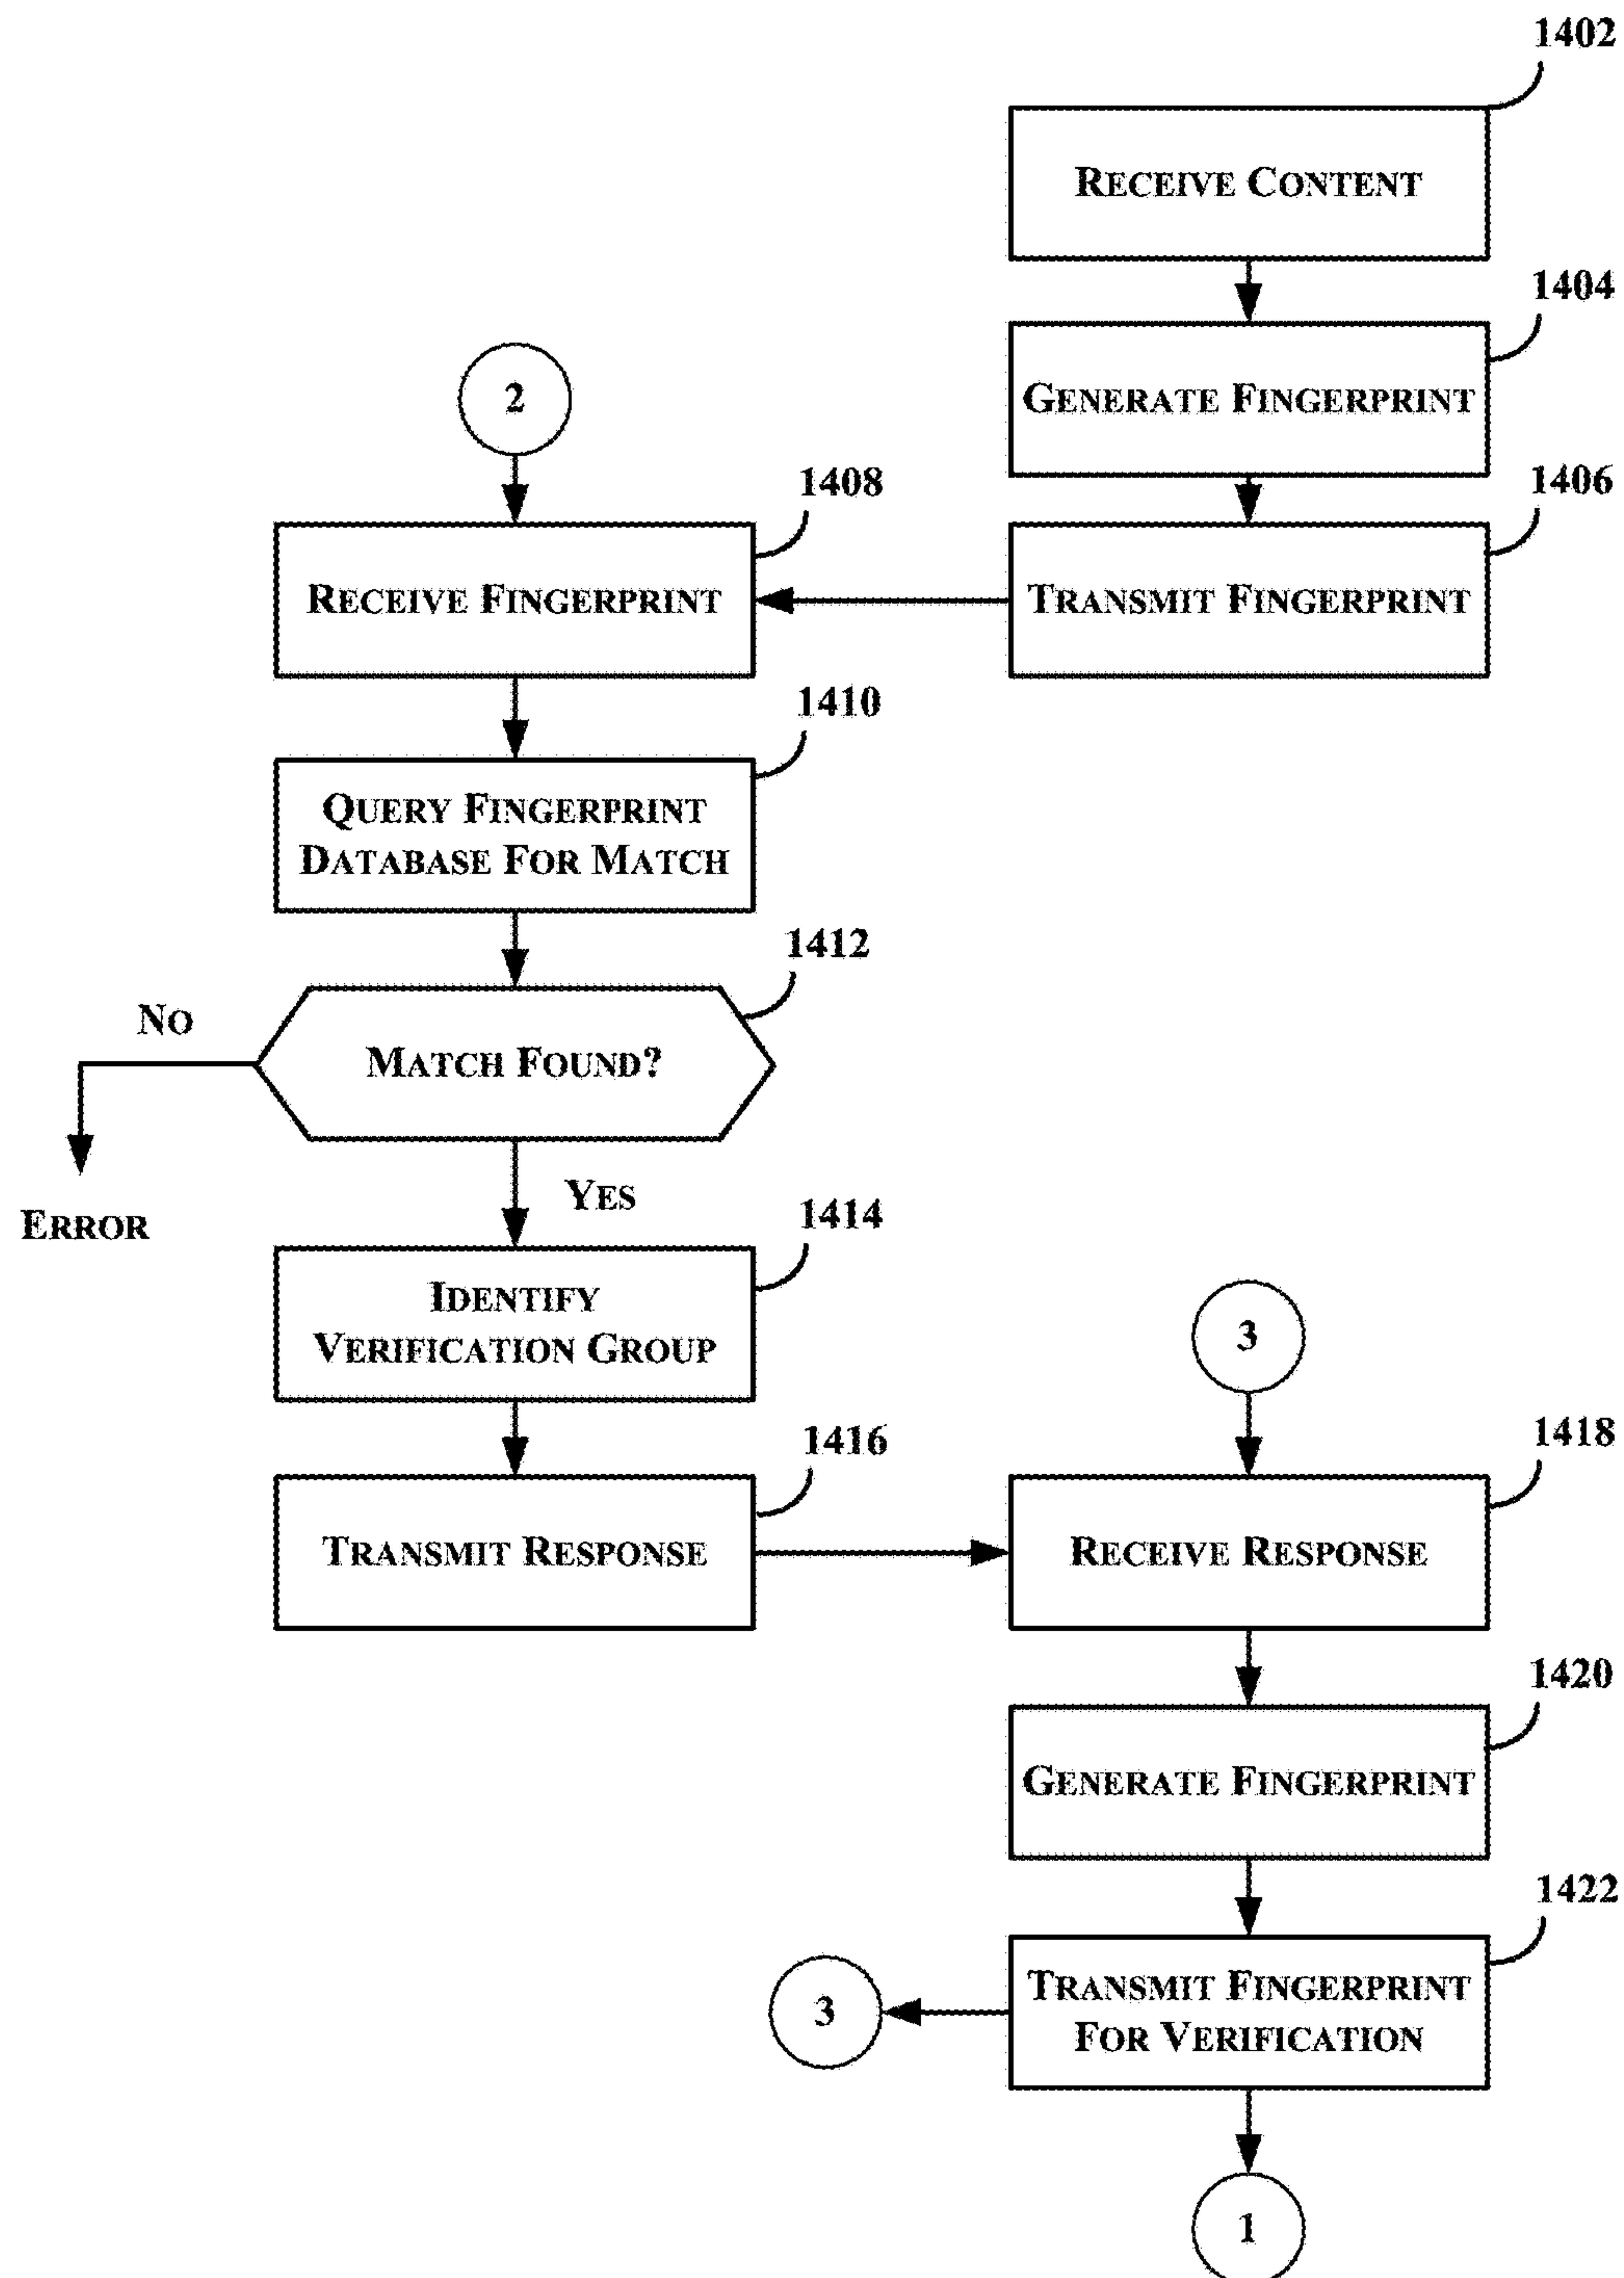 1402
RECEIVE CONTENT
1404
GENERATE FINGERPRINT
2
1408
1406
RECEIVE FINGERPRINT
TRANSMIT FINGERPRINT
1410
QUERY FINGERPRINT
DATABASE FOR MATCH
1412
NO
MATCH FOUND?
YES
ERROR
1414
IDENTIFY
VERIFICATION GROUP
3
1416
1418
TRANSMIT RESPONSE
RECEIVE RESPONSE
1420
GENERATE FINGERPRINT
1422
TRANSMIT FINGERPRINT
FOR VERIFICATION
3
1